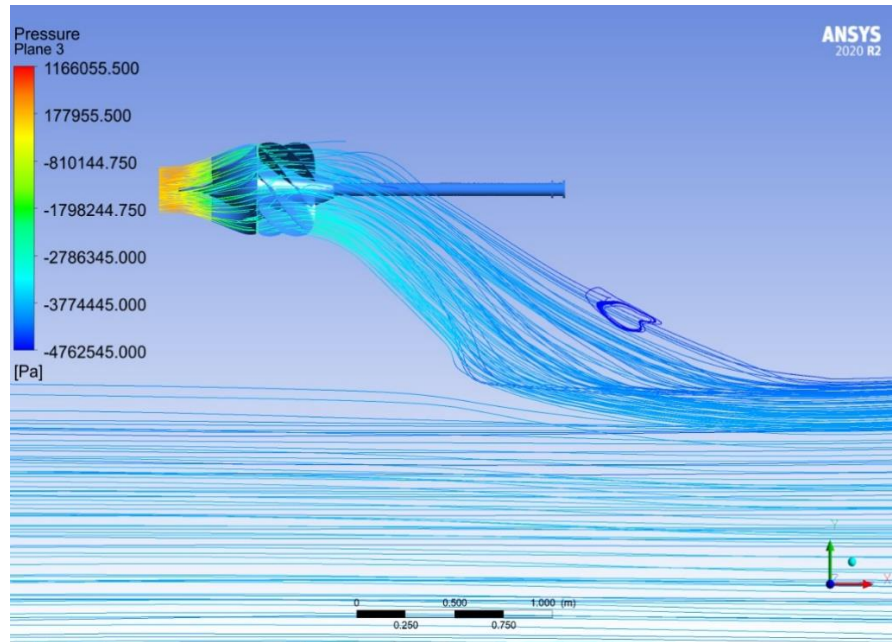 Pressure
Plane 3
1166055.500
177955.500
-810144.750
-1798244.750
-2786345.000
-3774445.000
-4762545.000
[Pa]
ANSYS
2020 R2
Y
X
0 0.500 1.000 (m)
0.250 0.750